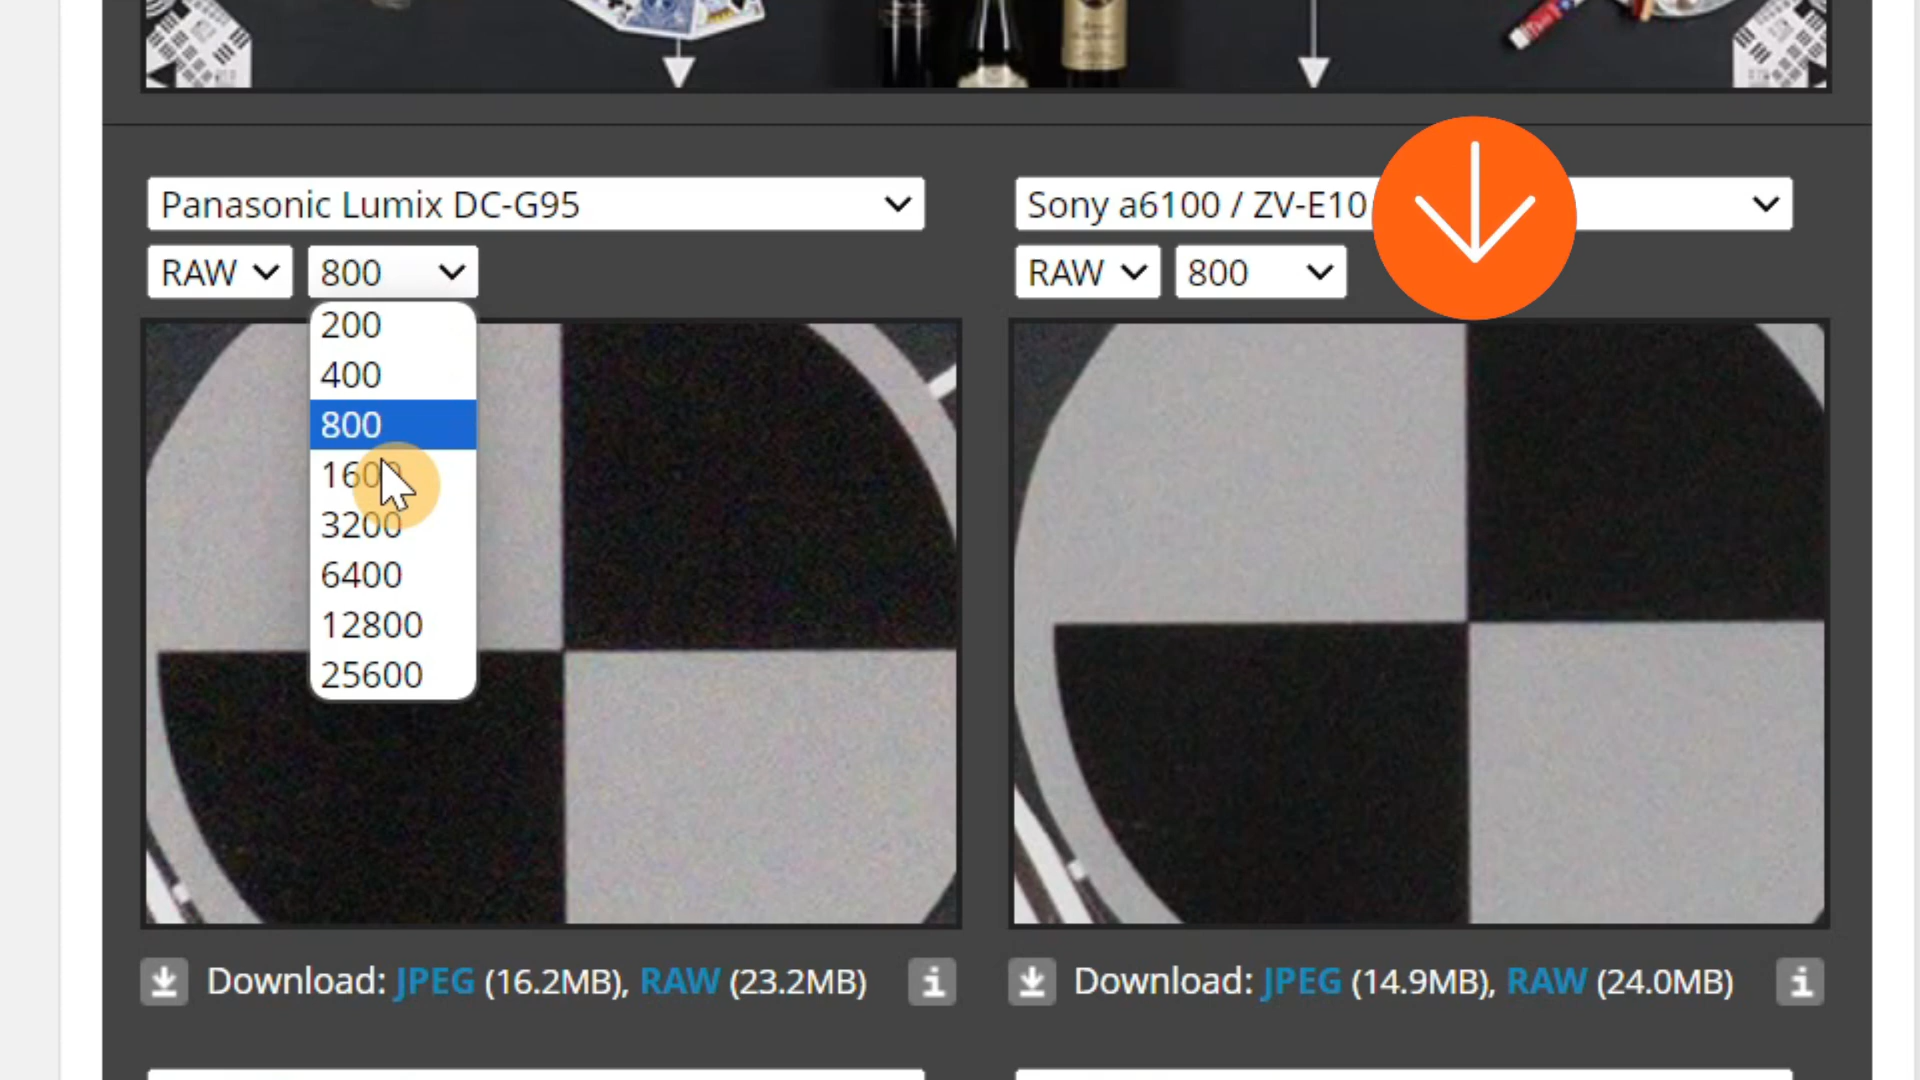 Panasonic Lumix DC-G95
Sony a6100 / ZV-E10
RAW 800
RAW 800
200
400
800
1600
3200
6400
12800
25600
Download: JPEG (16.2MB), RAW (23.2MB)
Download: JPEG (14.9MB), RAW (24.0MB)